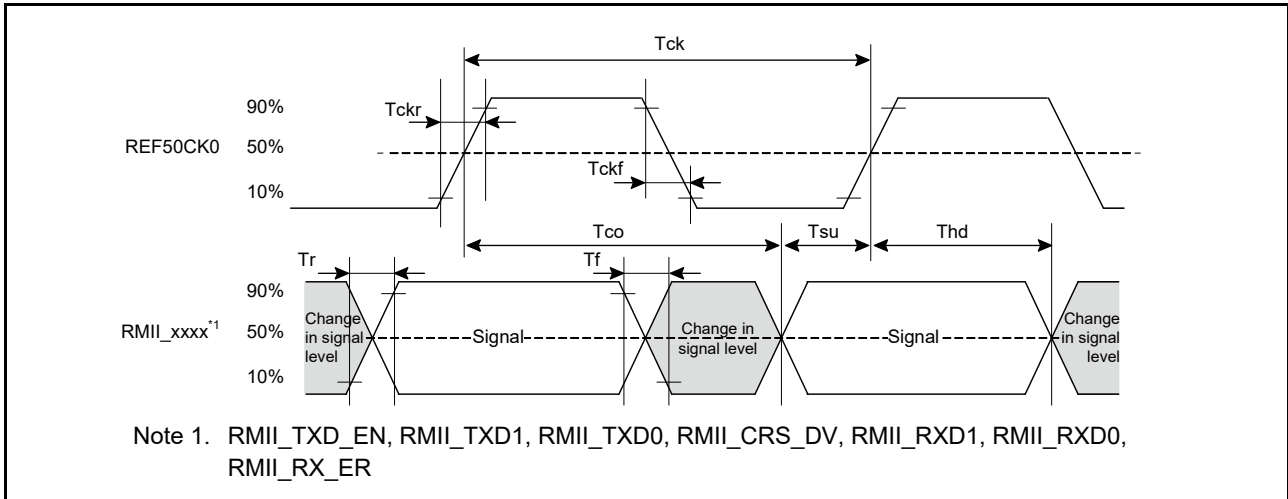 Tck
90%
Tckr
REF50CK0
50%
Tckf
10%
Tco
Tsu
Thd
Tr
Tf
90%
Change in signal level
RMII_xxxx*1
50%
Signal
Change in signal level
Signal
Change in signal level
10%
Note 1. RMII_TXD_EN, RMII_TXD1, RMII_TXD0, RMII_CRS_DV, RMII_RXD1, RMII_RXD0,
RMII_RX_ER